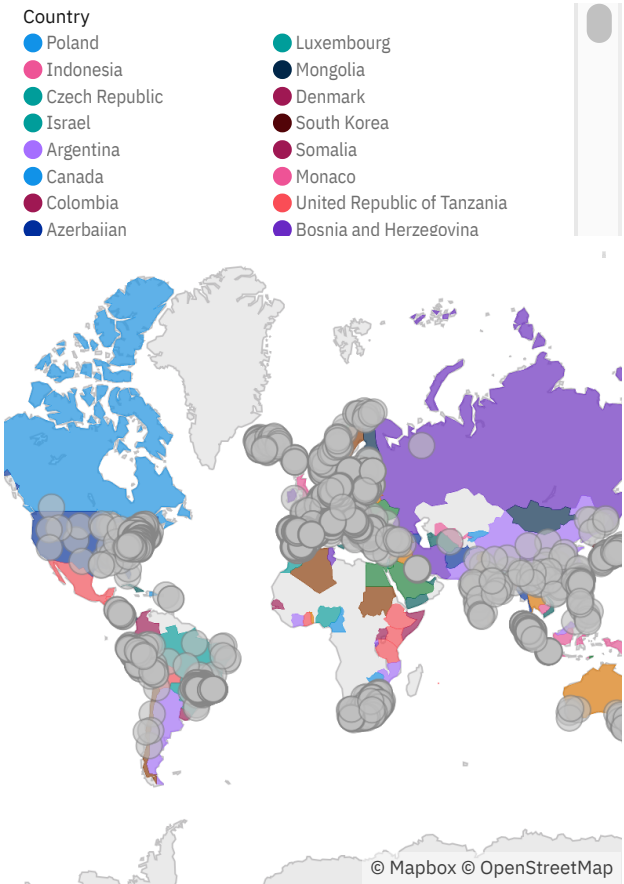 Country
Poland
Luxembourg
Indonesia
Mongolia
Czech Republic
Denmark
Israel
South Korea
Argentina
Somalia
Canada
Monaco
Colombia
United Republic of Tanzania
Azerbaijan
Bosnia and Herzegovina
© Mapbox © OpenStreetMap